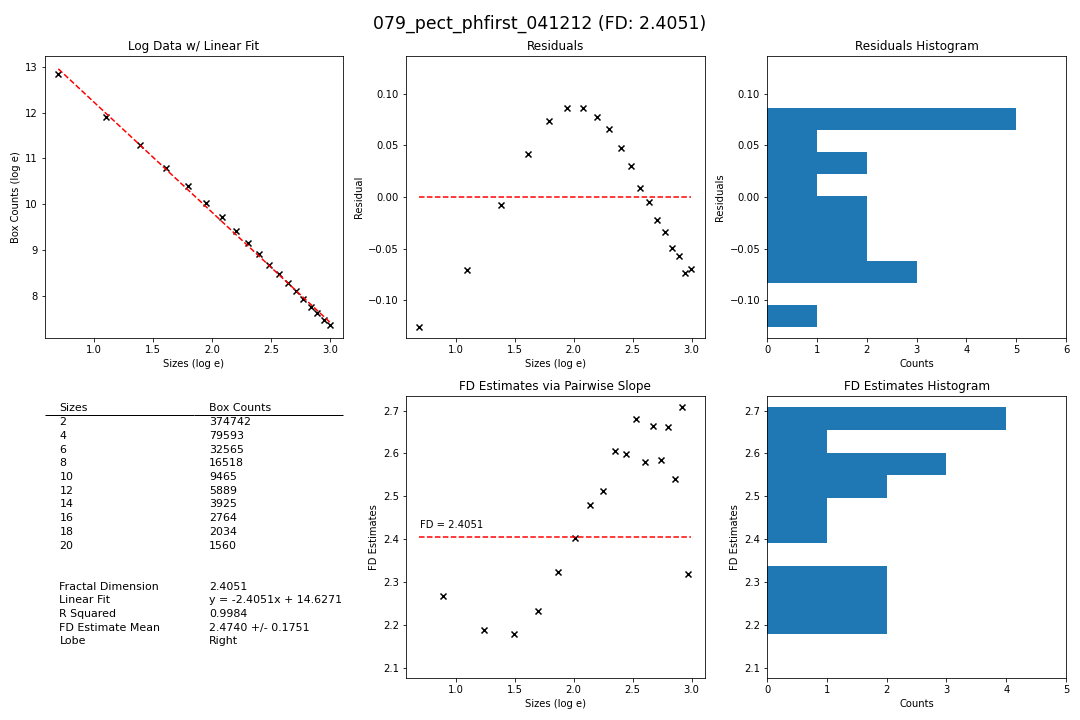 079_pect_phfirst_041212 (FD: 2.4051)
Log Data w/ Linear Fit
13
12
11
10
9
8
Box Counts (log e)
1.0 1.5 2.0 2.5 3.0
Sizes (log e)
Residuals
0.10
0.05
0.00
−0.05
−0.10
Residual
1.0 1.5 2.0 2.5 3.0
Sizes (log e)
Residuals Histogram
0.10
0.05
0.00
−0.05
−0.10
Residuals
0 1 2 3 4 5 6
Counts
Sizes Box Counts
2 374742
4 79593
6 32565
8 16518
10 9465
12 5889
14 3925
16 2764
18 2034
20 1560
Fractal Dimension 2.4051
Linear Fit y = -2.4051x + 14.6271
R Squared 0.9984
FD Estimate Mean 2.4740 +/- 0.1751
Lobe Right
FD Estimates via Pairwise Slope
2.7
2.6
2.5
2.4
2.3
2.2
2.1
FD Estimates
FD = 2.4051
1.0 1.5 2.0 2.5 3.0
Sizes (log e)
FD Estimates Histogram
2.7
2.6
2.5
2.4
2.3
2.2
2.1
FD Estimates
0 1 2 3 4 5
Counts